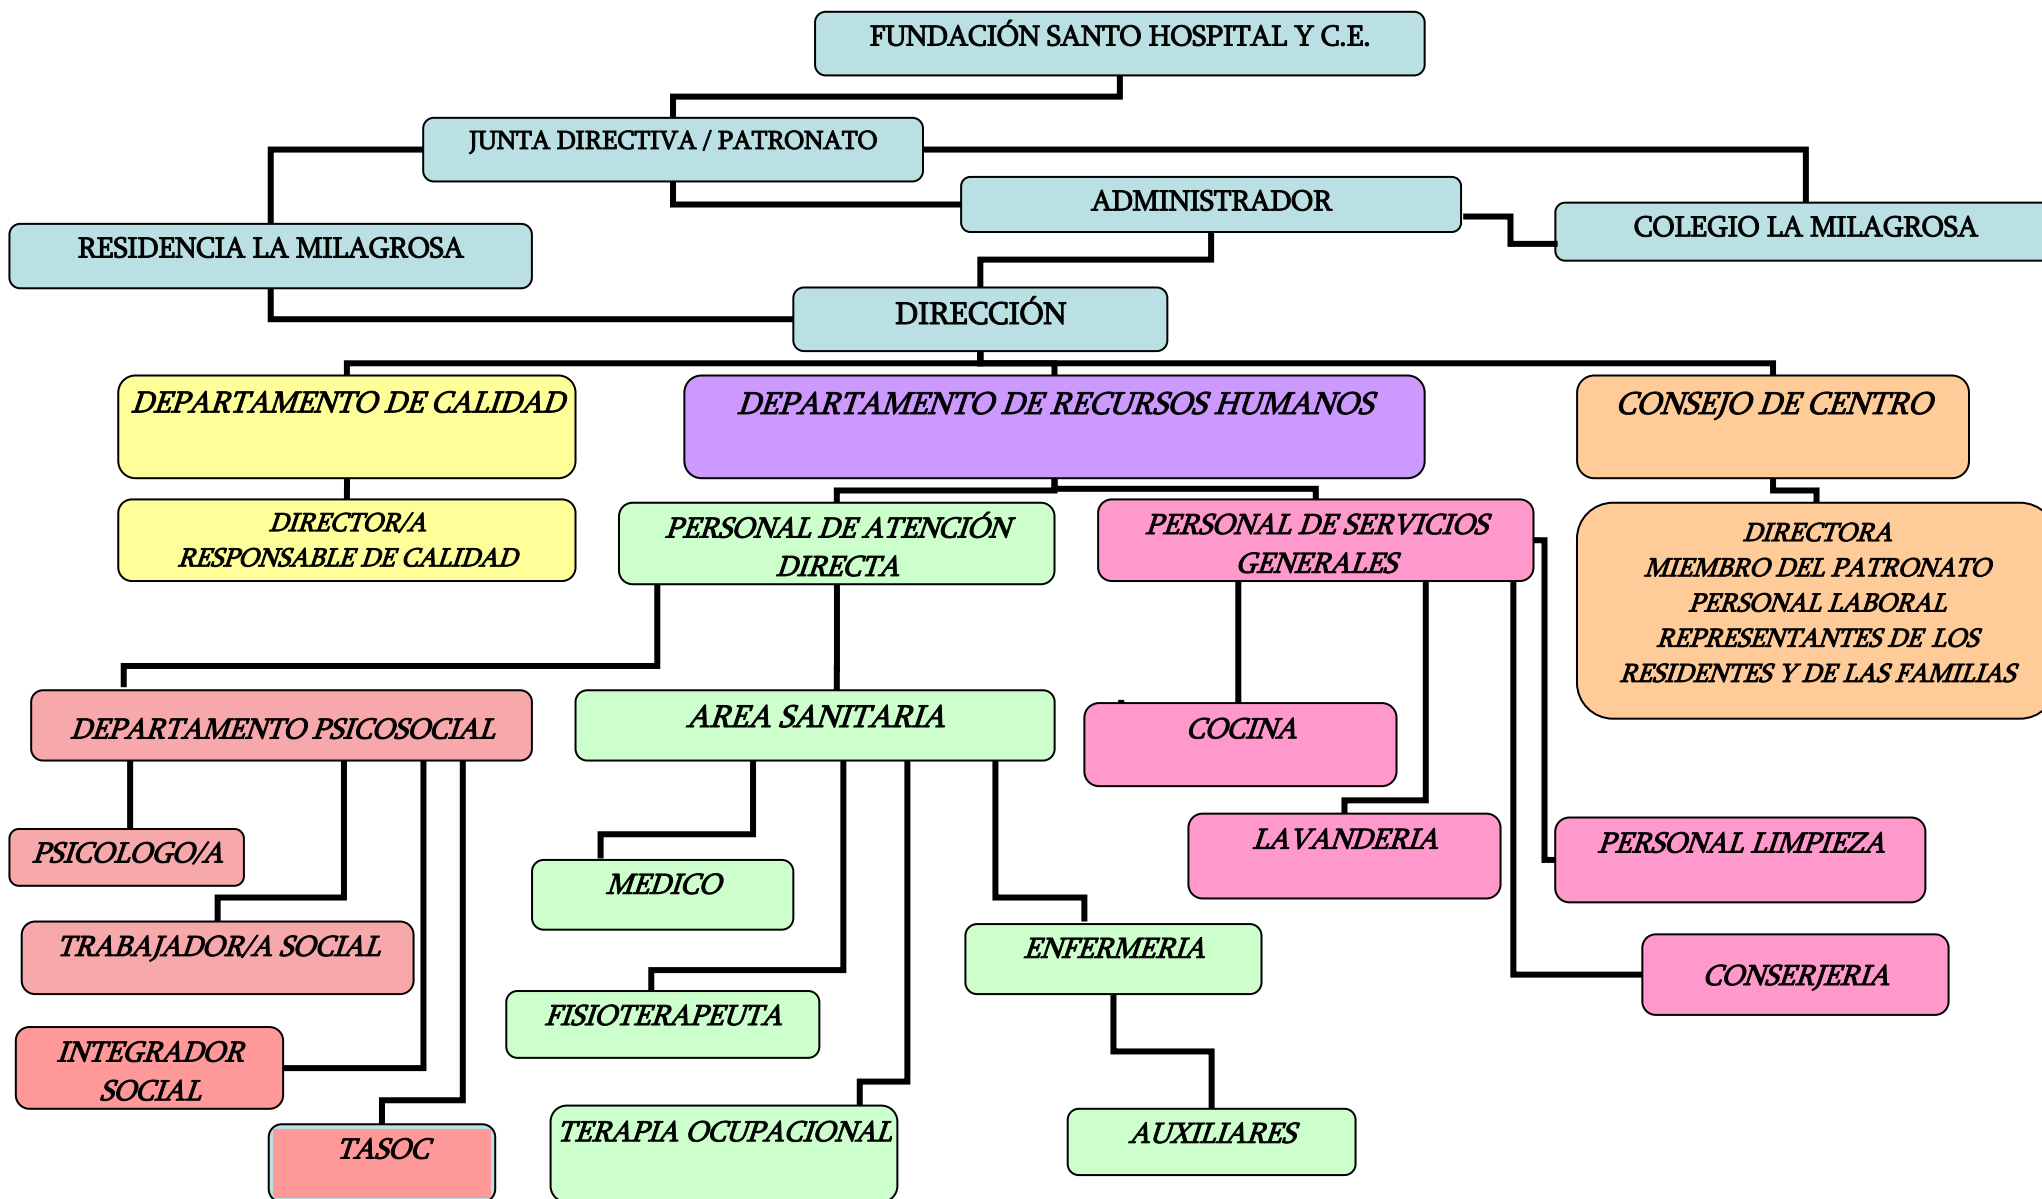 FUNDACIÓN SANTO HOSPITAL Y C.E.
JUNTA DIRECTIVA / PATRONATO
ADMINISTRADOR
COLEGIO LA MILAGROSA
RESIDENCIA LA MILAGROSA
DIRECCIÓN
DEPARTAMENTO DE CALIDAD
DEPARTAMENTO DE RECURSOS HUMANOS
CONSEJO DE CENTRO
DIRECTOR/A
RESPONSABLE DE CALIDAD
PERSONAL DE ATENCIÓN
DIRECTA
PERSONAL DE SERVICIOS
GENERALES
DIRECTORA
MIEMBRO DEL PATRONATO
PERSONAL LABORAL
REPRESENTANTES DE LOS
RESIDENTES Y DE LAS FAMILIAS
DEPARTAMENTO PSICOSOCIAL
AREA SANITARIA
COCINA
LAVANDERIA
PERSONAL LIMPIEZA
PSICOLOGO/A
MEDICO
TRABAJADOR/A SOCIAL
ENFERMERIA
CONSERJERIA
FISIOTERAPEUTA
INTEGRADOR
SOCIAL
TERAPIA OCUPACIONAL
AUXILIARES
TASOC